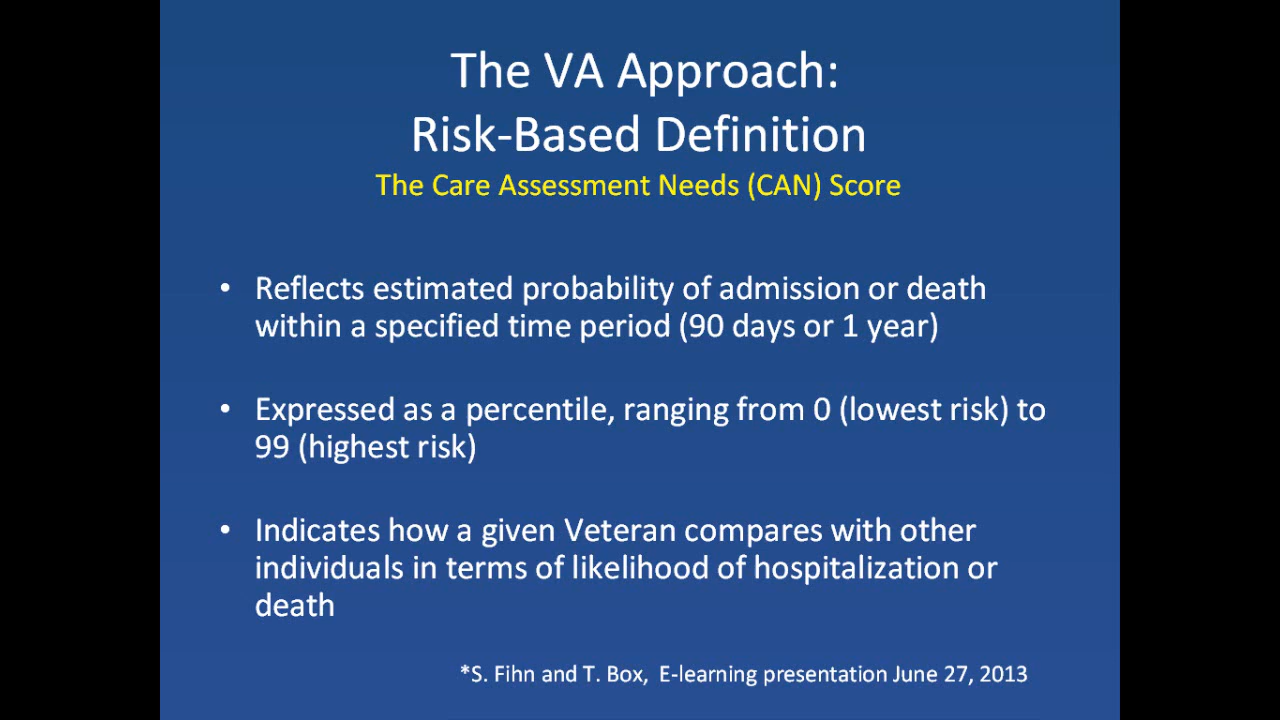 The VA Approach:
Risk-Based Definition
The Care Assessment Needs (CAN) Score
• Reflects estimated probability of admission or death
within a specified time period (90 days or 1 year)
• Expressed as a percentile, ranging from 0 (lowest risk) to
99 (highest risk)
• Indicates how a given Veteran compares with other
individuals in terms of likelihood of hospitalization or
death
*S. Fihn and T. Box, E-learning presentation June 27, 2013